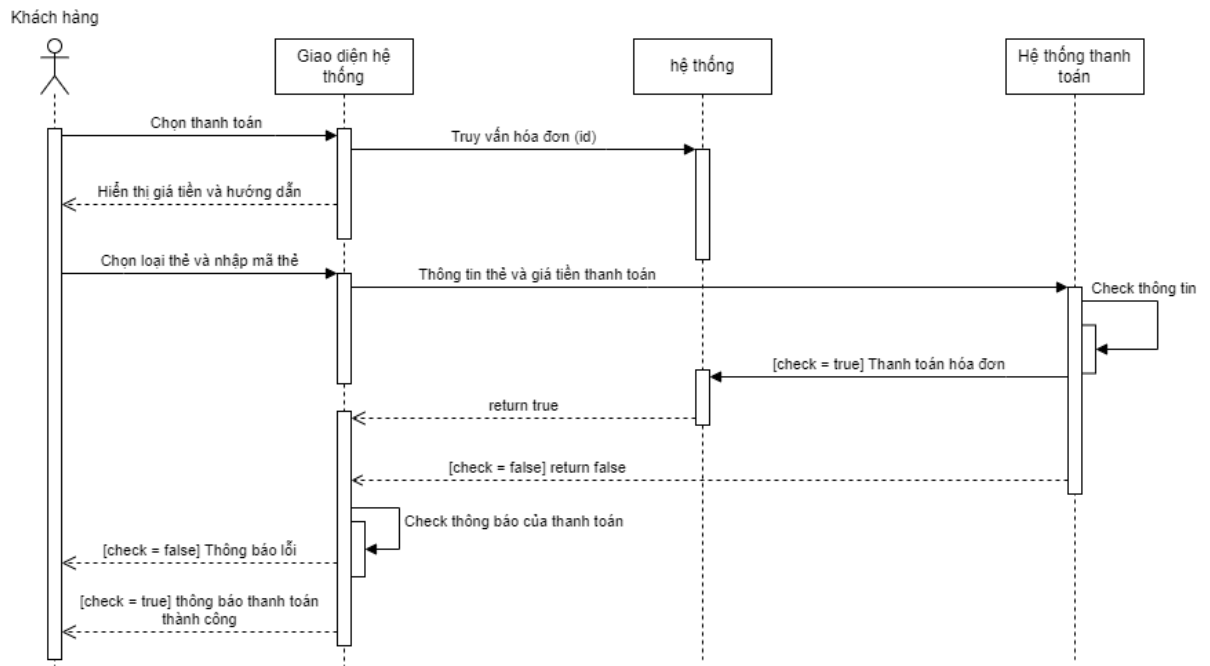 Khách hàng
Giao diện hệ
thống
hệ thống
Hệ thống thanh
toán
Chọn thanh toán
Truy vấn hóa đơn (id)
Hiển thị giá tiền và hướng dẫn
Chọn loại thẻ và nhập mã thẻ
Thông tin thẻ và giá tiền thanh toán
Check thông tin
[check = true] Thanh toán hóa đơn
return true
[check = false] return false
Check thông báo của thanh toán
[check = false] Thông báo lỗi
[check = true] thông báo thanh toán
thành công